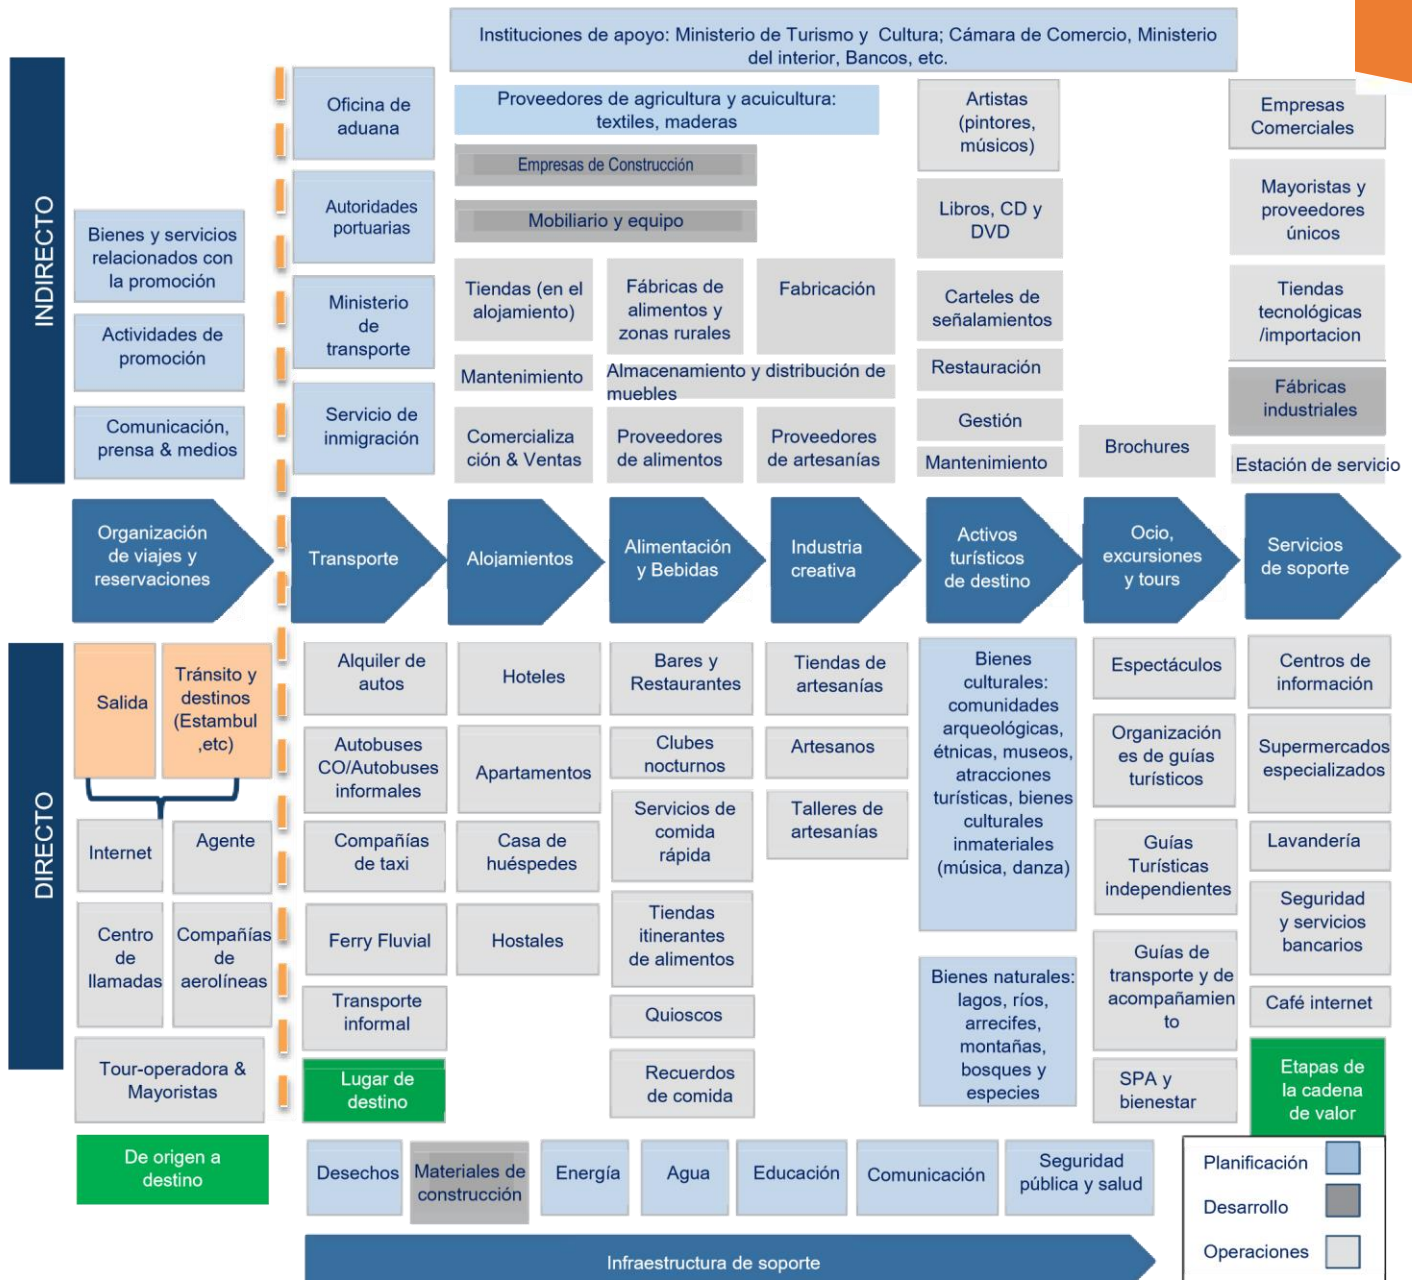 Instituciones de apoyo: Ministerio de Turismo y Cultura; Cámara de Comercio, Ministerio
del interior, Bancos, etc.
INDIRECTO
Bienes y servicios
relacionados con
la promoción
Actividades de
promoción
Comunicación,
prensa & medios
Oficina de
aduana
Autoridades
portuarias
Ministerio
de
transporte
Servicio de
inmigración
Proveedores de agricultura y acuicultura:
textiles, maderas
Empresas de Construcción
Mobiliario y equipo
Tiendas (en el
alojamiento)
Fábricas de
alimentos y
zonas rurales
Fabricación
Mantenimiento
Almacenamiento y distribución de
muebles
Comercializa
ción & Ventas
Proveedores
de alimentos
Proveedores
de artesanías
Artistas
(pintores,
músicos)
Libros, CD y
DVD
Carteles de
señalamientos
Restauración
Gestión
Mantenimiento
Brochures
Empresas
Comerciales
Mayoristas y
proveedores
únicos
Tiendas
tecnológicas
/importacion
Fábricas
industriales
Estación de servicio
Organización
de viajes y
reservaciones
Transporte
Alojamientos
Alimentación
y Bebidas
Industria
creativa
Activos
turísticos
de destino
Ocio,
excursiones
y tours
Servicios
de soporte
DIRECTO
Salida
Tránsito y
destinos
(Estambul
,etc)
Internet
Agente
Centro
de
llamadas
Compañías
de
aerolíneas
Tour-operadora &
Mayoristas
De origen a
destino
Alquiler de
autos
Autobuses
CO/Autobuses
informales
Compañías
de taxi
Ferry Fluvial
Transporte
informal
Lugar de
destino
Hoteles
Apartamentos
Casa de
huéspedes
Hostales
Bares y
Restaurantes
Clubes
nocturnos
Servicios de
comida
rápida
Tiendas
itinerantes
de alimentos
Quioscos
Recuerdos
de comida
Tiendas de
artesanías
Artesanos
Talleres de
artesanías
Bienes
culturales:
comunidades
arqueológicas,
étnicas, museos,
atracciones
turísticas, bienes
culturales
inmateriales
(música, danza)
Bienes naturales:
lagos, ríos,
arrecifes,
montañas,
bosques y
especies
Espectáculos
Organización
es de guías
turísticos
Guías
Turísticas
independientes
Guías de
transporte y de
acompañamien
to
SPA y
bienestar
Centros de
información
Supermercados
especializados
Lavandería
Seguridad
y servicios
bancarios
Café internet
Etapas de
la cadena
de valor
Desechos
Materiales de
construcción
Energía
Agua
Educación
Comunicación
Seguridad
pública y salud
Infraestructura de soporte
Planificación
Desarrollo
Operaciones